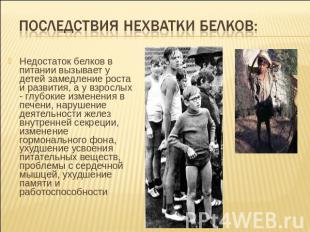 ПОСЛЕДСТВИЯ НЕХВАТКИ БЕЛКОВ:
Недостаток белков в
питании вызывает у
детей замедление роста
и развития, а у взрослых
- глубокие изменения в
печени, нарушение
деятельности желез
внутренней секреции,
изменение
гормонального фона,
ухудшение усвоения
питательных веществ,
проблемы с сердечной
мышцей, ухудшение
памяти и
работоспособности
PPT4WEB.ru